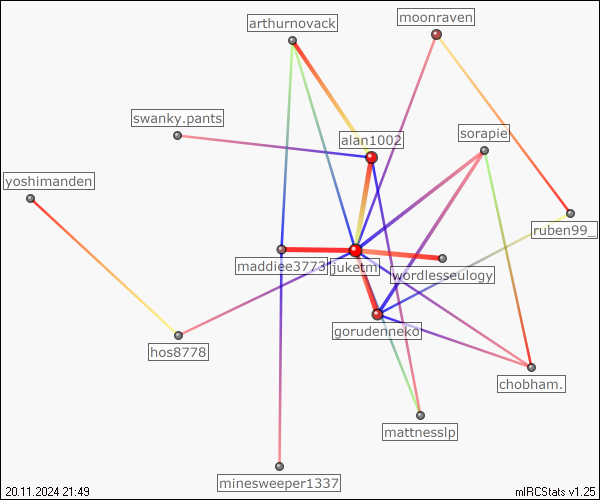 arthurnovack
moonraven
swanky.pants
alan1002
sorapie
yoshimanden
ruben99_
maddiee3773
juketm
wordlesseulogy
gorudenneko
hos8778
chobham.
mattnesslp
minesweeper1337
20.11.2024 21:49
mIRCStats v1.25